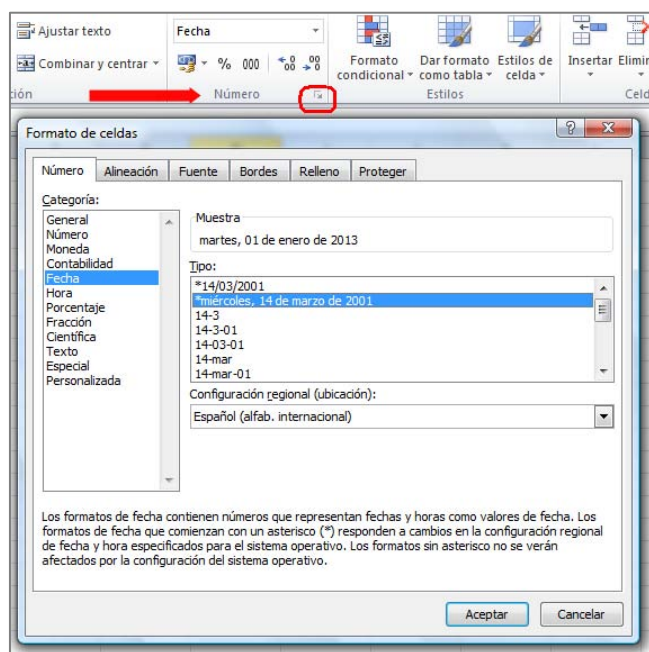 Ajustar texto
Fecha
Combinar y centrar
% 000
Formato condicional
Dar formato como tabla
Estilos de celda
Insertar
ción
Número
Estilos
Formato de celdas
Número Alineación Fuente Bordes Relleno Proteger
Categoría:
General
Número
Moneda
Contabilidad
Fecha
Hora
Porcentaje
Fracción
Científica
Texto
Especial
Personalizada
Muestra
martes, 01 de enero de 2013
Tipo:
*14/03/2001
*miércoles, 14 de marzo de 2001
14-3
14-3-01
14-03-01
14-mar
14-mar-01
Configuración regional (ubicación):
Español (alfab. internacional)
Los formatos de fecha contienen números que representan fechas y horas como valores de fecha. Los
formatos de fecha que comienzan con un asterisco (*) responden a cambios en la configuración regional
de fecha y hora especificados para el sistema operativo. Los formatos sin asterisco no se verán
afectados por la configuración del sistema operativo.
Aceptar Cancelar